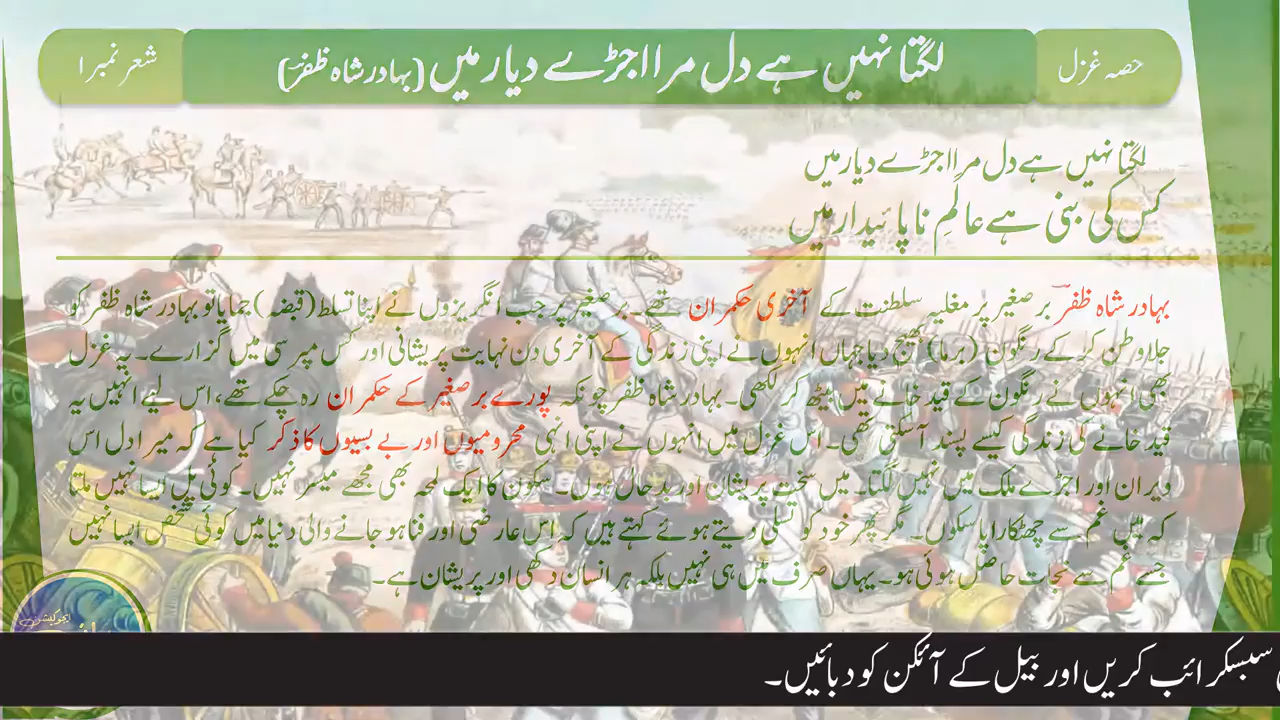 حصہ غزل
لگتا نہیں ہے دل مرا اجڑے دیار میں (بہادر شاہ ظفرؔ)
شعر نمبر ۱
لگتا نہیں ہے دل مرا اجڑے دیار میں
کس کی بنی ہے عالَمِ ناپائیدار میں
بہادر شاہ ظفرؔ برصغیر پر مغلیہ سلطنت کے آخری حکمران تھے۔ برصغیر پر جب انگریزوں نے اپنا تسلط (قبضہ) جمایا تو بہادر شاہ ظفر کو
جلاوطن کر کے رنگون (برما) بھیج دیا جہاں انہوں نے اپنی زندگی کے آخری دن نہایت پریشانی اور کس مپرسی میں گزارے۔ یہ غزل
بھی انہوں نے رنگون کے قید خانے میں بیٹھ کر لکھی۔ بہادر شاہ ظفر چونکہ پورے برصغیر کے حکمران رہ چکے تھے، اس لیے انہیں یہ
قید خانے کی زندگی کیسے پسند آسکتی تھی۔ اس غزل میں انہوں نے اپنی انہی محرومیوں اور بے بسیوں کا ذکر کیا ہے کہ میرا دل اس
ویران اور اجڑے ملک میں نہیں لگتا۔ میں سخت پریشان اور بدحال ہوں۔ سکون کا ایک لمحہ بھی مجھے میسر نہیں۔ کوئی پل ایسا نہیں ملتا
کہ میں غم سے چھٹکارا پا سکوں۔ مگر پھر خود کو تسلی دیتے ہوئے کہتے ہیں کہ اس عارضی اور فنا ہو جانے والی دنیا میں کوئی شخص ایسا نہیں
جسے غم سے نجات حاصل ہوئی ہو۔ یہاں صرف میں ہی نہیں بلکہ ہر انسان دکھی اور پریشان ہے۔
ایجوکیشن
سبسکرائب کریں اور بیل کے آئکن کو دبائیں۔